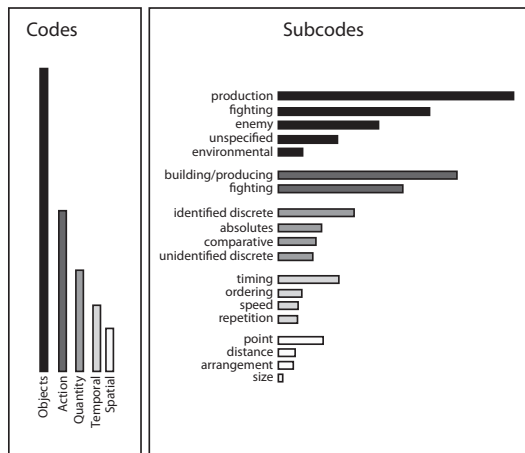 Codes
Objects
Action
Quantity
Temporal
Spatial
Subcodes
production
fighting
enemy
unspecified
environmental
building/producing
fighting
identified discrete
absolutes
comparative
unidentified discrete
timing
ordering
speed
repetition
point
distance
arrangement
size